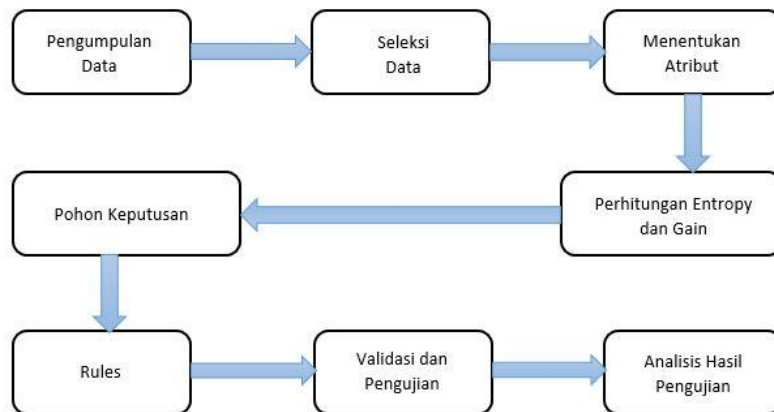 Pengumpulan
Data
Seleksi
Data
Menentukan
Atribut
Perhitungan Entropy
dan Gain
Pohon Keputusan
Rules
Validasi dan
Pengujian
Analisis Hasil
Pengujian